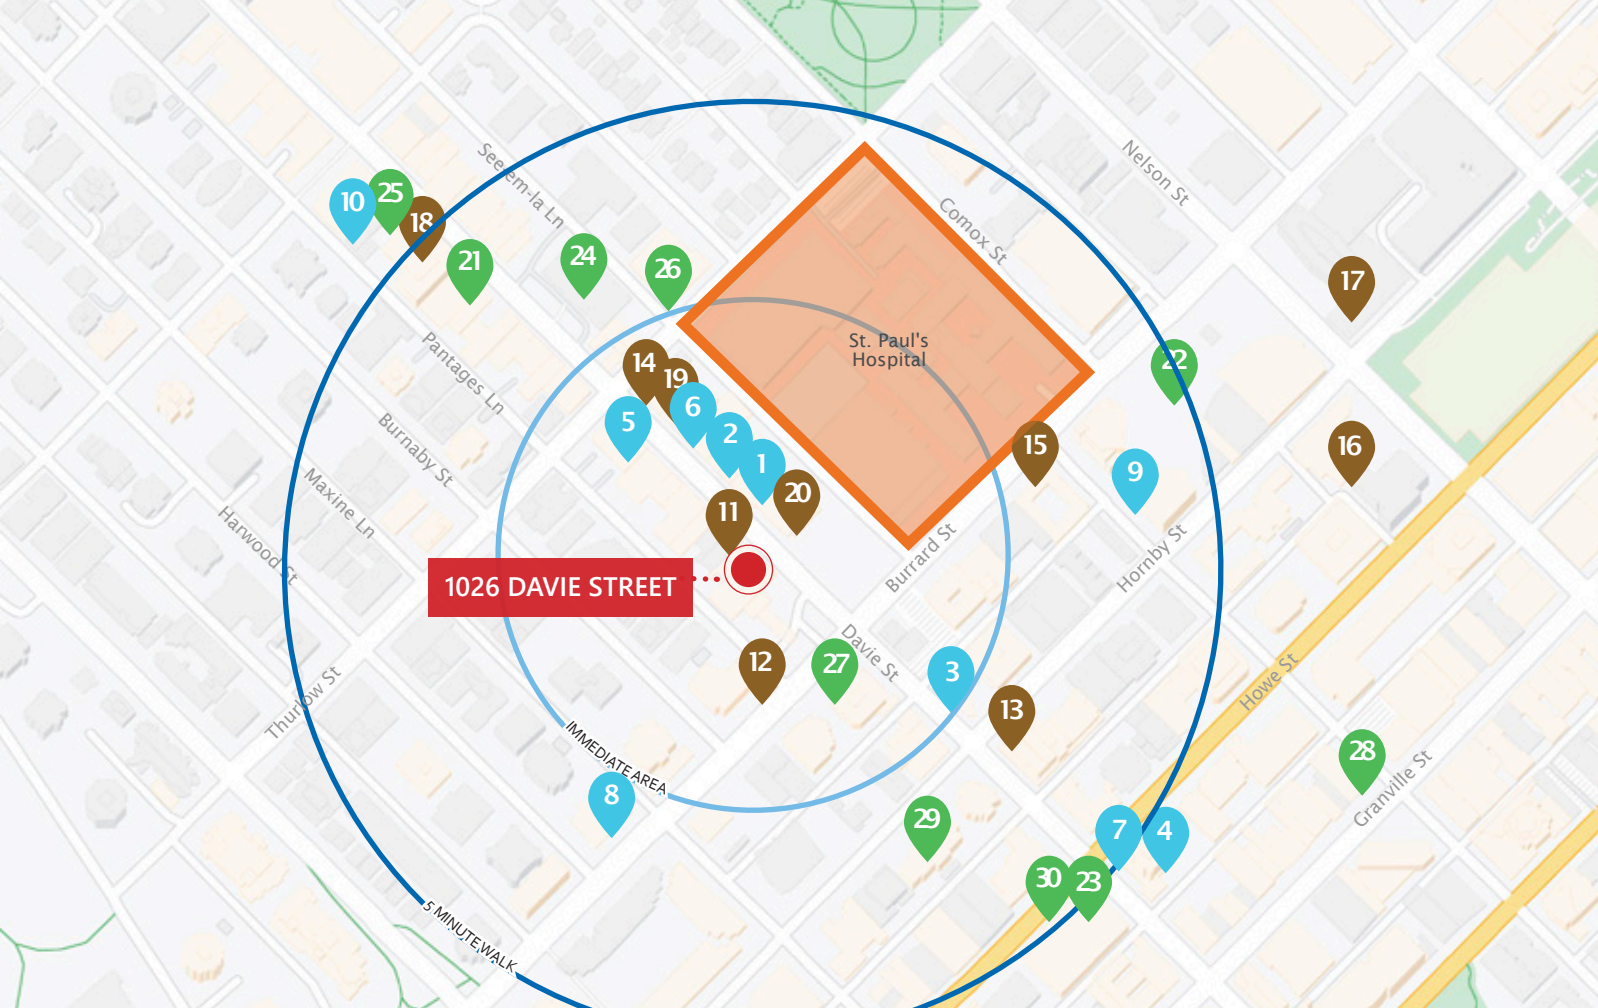 Nelson St
Seelem-la Ln
10
25
18
Comox St
21
24
26
17
Pantages Ln
St. Paul's
Hospital
22
14
19
6
5
2
1
20
11
15
9
16
Burnaby St
Maxine Ln
Harwood St
Burrard St
Hornby St
1026 DAVIE STREET
Davie St
12
27
3
13
Thurlow St
Howe St
IMMEDIATE AREA
8
28
Granville St
29
7
4
30
23
5 MINUTE WALK